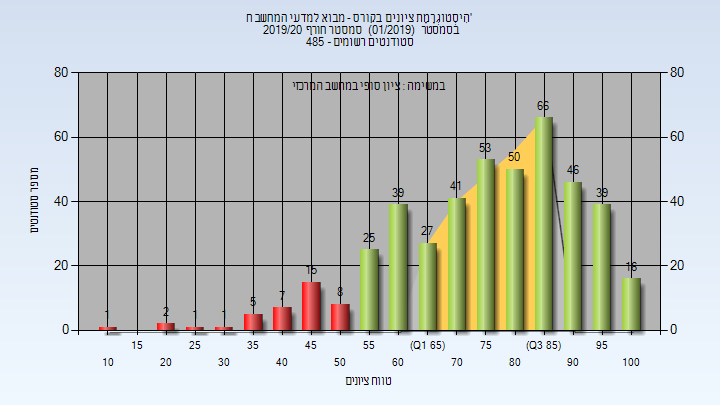 היסטוגרמת ציונים בקורס - מבוא למדעי המחשב ח'
בסמסטר (01/2019) סמסטר חורף 2019/20
סטודנטים רשומים - 485
במשימה : ציון סופי במחשב המרכזי
80 80
60 60
40 40
20 20
0 0
מספר סטודנטים
1 2 1 1 5 7 15 8 25 39 27 41 53 50 66 46 39 16
15 25 35 45 55 (Q1 65) 75 (Q3 85) 95
10 20 30 40 50 60 70 80 90 100
טווח ציונים